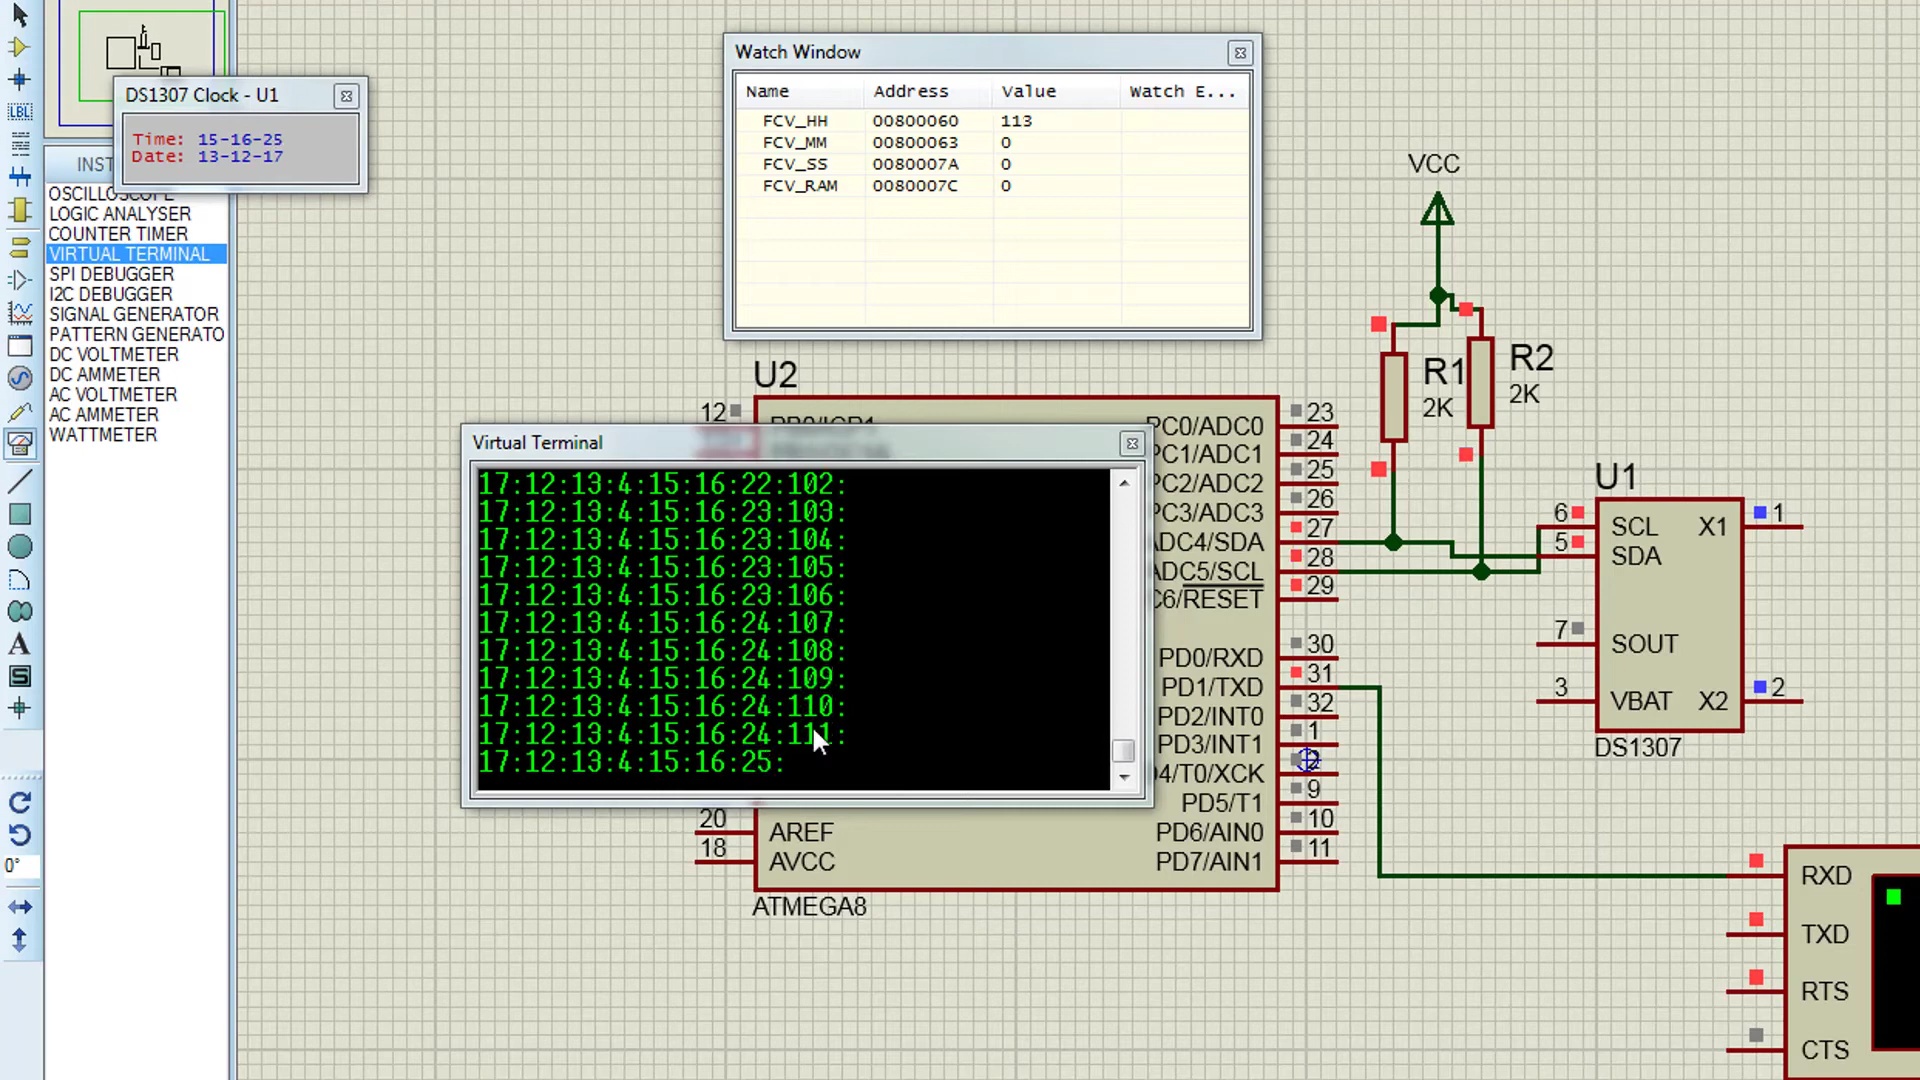 DS1307 Clock - U1
Time: 15-16-25
Date: 13-12-17
LBL
INST
OSCILLOSCOPE
LOGIC ANALYSER
COUNTER TIMER
VIRTUAL TERMINAL
SPI DEBUGGER
I2C DEBUGGER
SIGNAL GENERATOR
PATTERN GENERATO
DC VOLTMETER
DC AMMETER
AC VOLTMETER
AC AMMETER
WATTMETER
A
S
0°
Watch Window
Name Address Value Watch E...
FCV_HH 00800060 113
FCV_MM 00800063 0
FCV_SS 0080007A 0
FCV_RAM 0080007C 0
VCC
R1
2K
R2
2K
U2
12
Virtual Terminal
17:12:13:4:15:16:22:102:
17:12:13:4:15:16:23:103:
17:12:13:4:15:16:23:104:
17:12:13:4:15:16:23:105:
17:12:13:4:15:16:23:106:
17:12:13:4:15:16:24:107:
17:12:13:4:15:16:24:108:
17:12:13:4:15:16:24:109:
17:12:13:4:15:16:24:110:
17:12:13:4:15:16:24:111:
17:12:13:4:15:16:25:
PC0/ADC0 23
PC1/ADC1 24
PC2/ADC2 25
PC3/ADC3 26
ADC4/SDA 27
ADC5/SCL 28
C6/RESET 29
PD0/RXD 30
PD1/TXD 31
PD2/INT0 32
PD3/INT1 1
4/T0/XCK 2
PD5/T1 9
PD6/AIN0 10
PD7/AIN1 11
20 AREF
18 AVCC
ATMEGA8
U1
6 SCL X1 1
5 SDA
7 SOUT
3 VBAT X2 2
DS1307
RXD
TXD
RTS
CTS